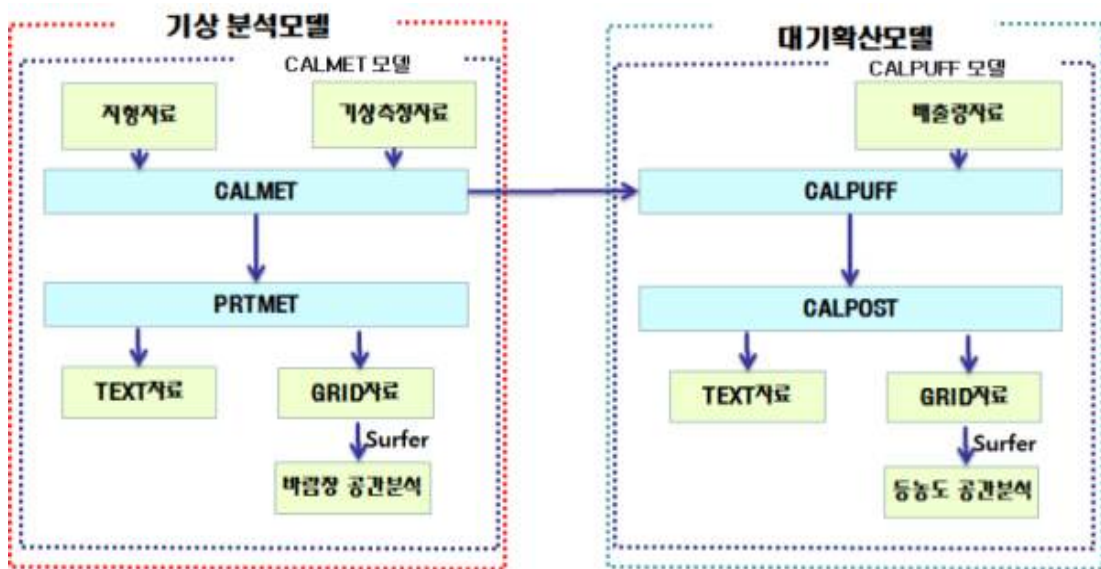 기상 분석모델
CALMET 모델
지형자료
기상측정자료
CALMET
PRTMET
TEXT자료
GRID자료
Surfer
바람장 공간분석
대기확산모델
CALPUFF 모델
배출량자료
CALPUFF
CALPOST
TEXT자료
GRID자료
Surfer
등농도 공간분석